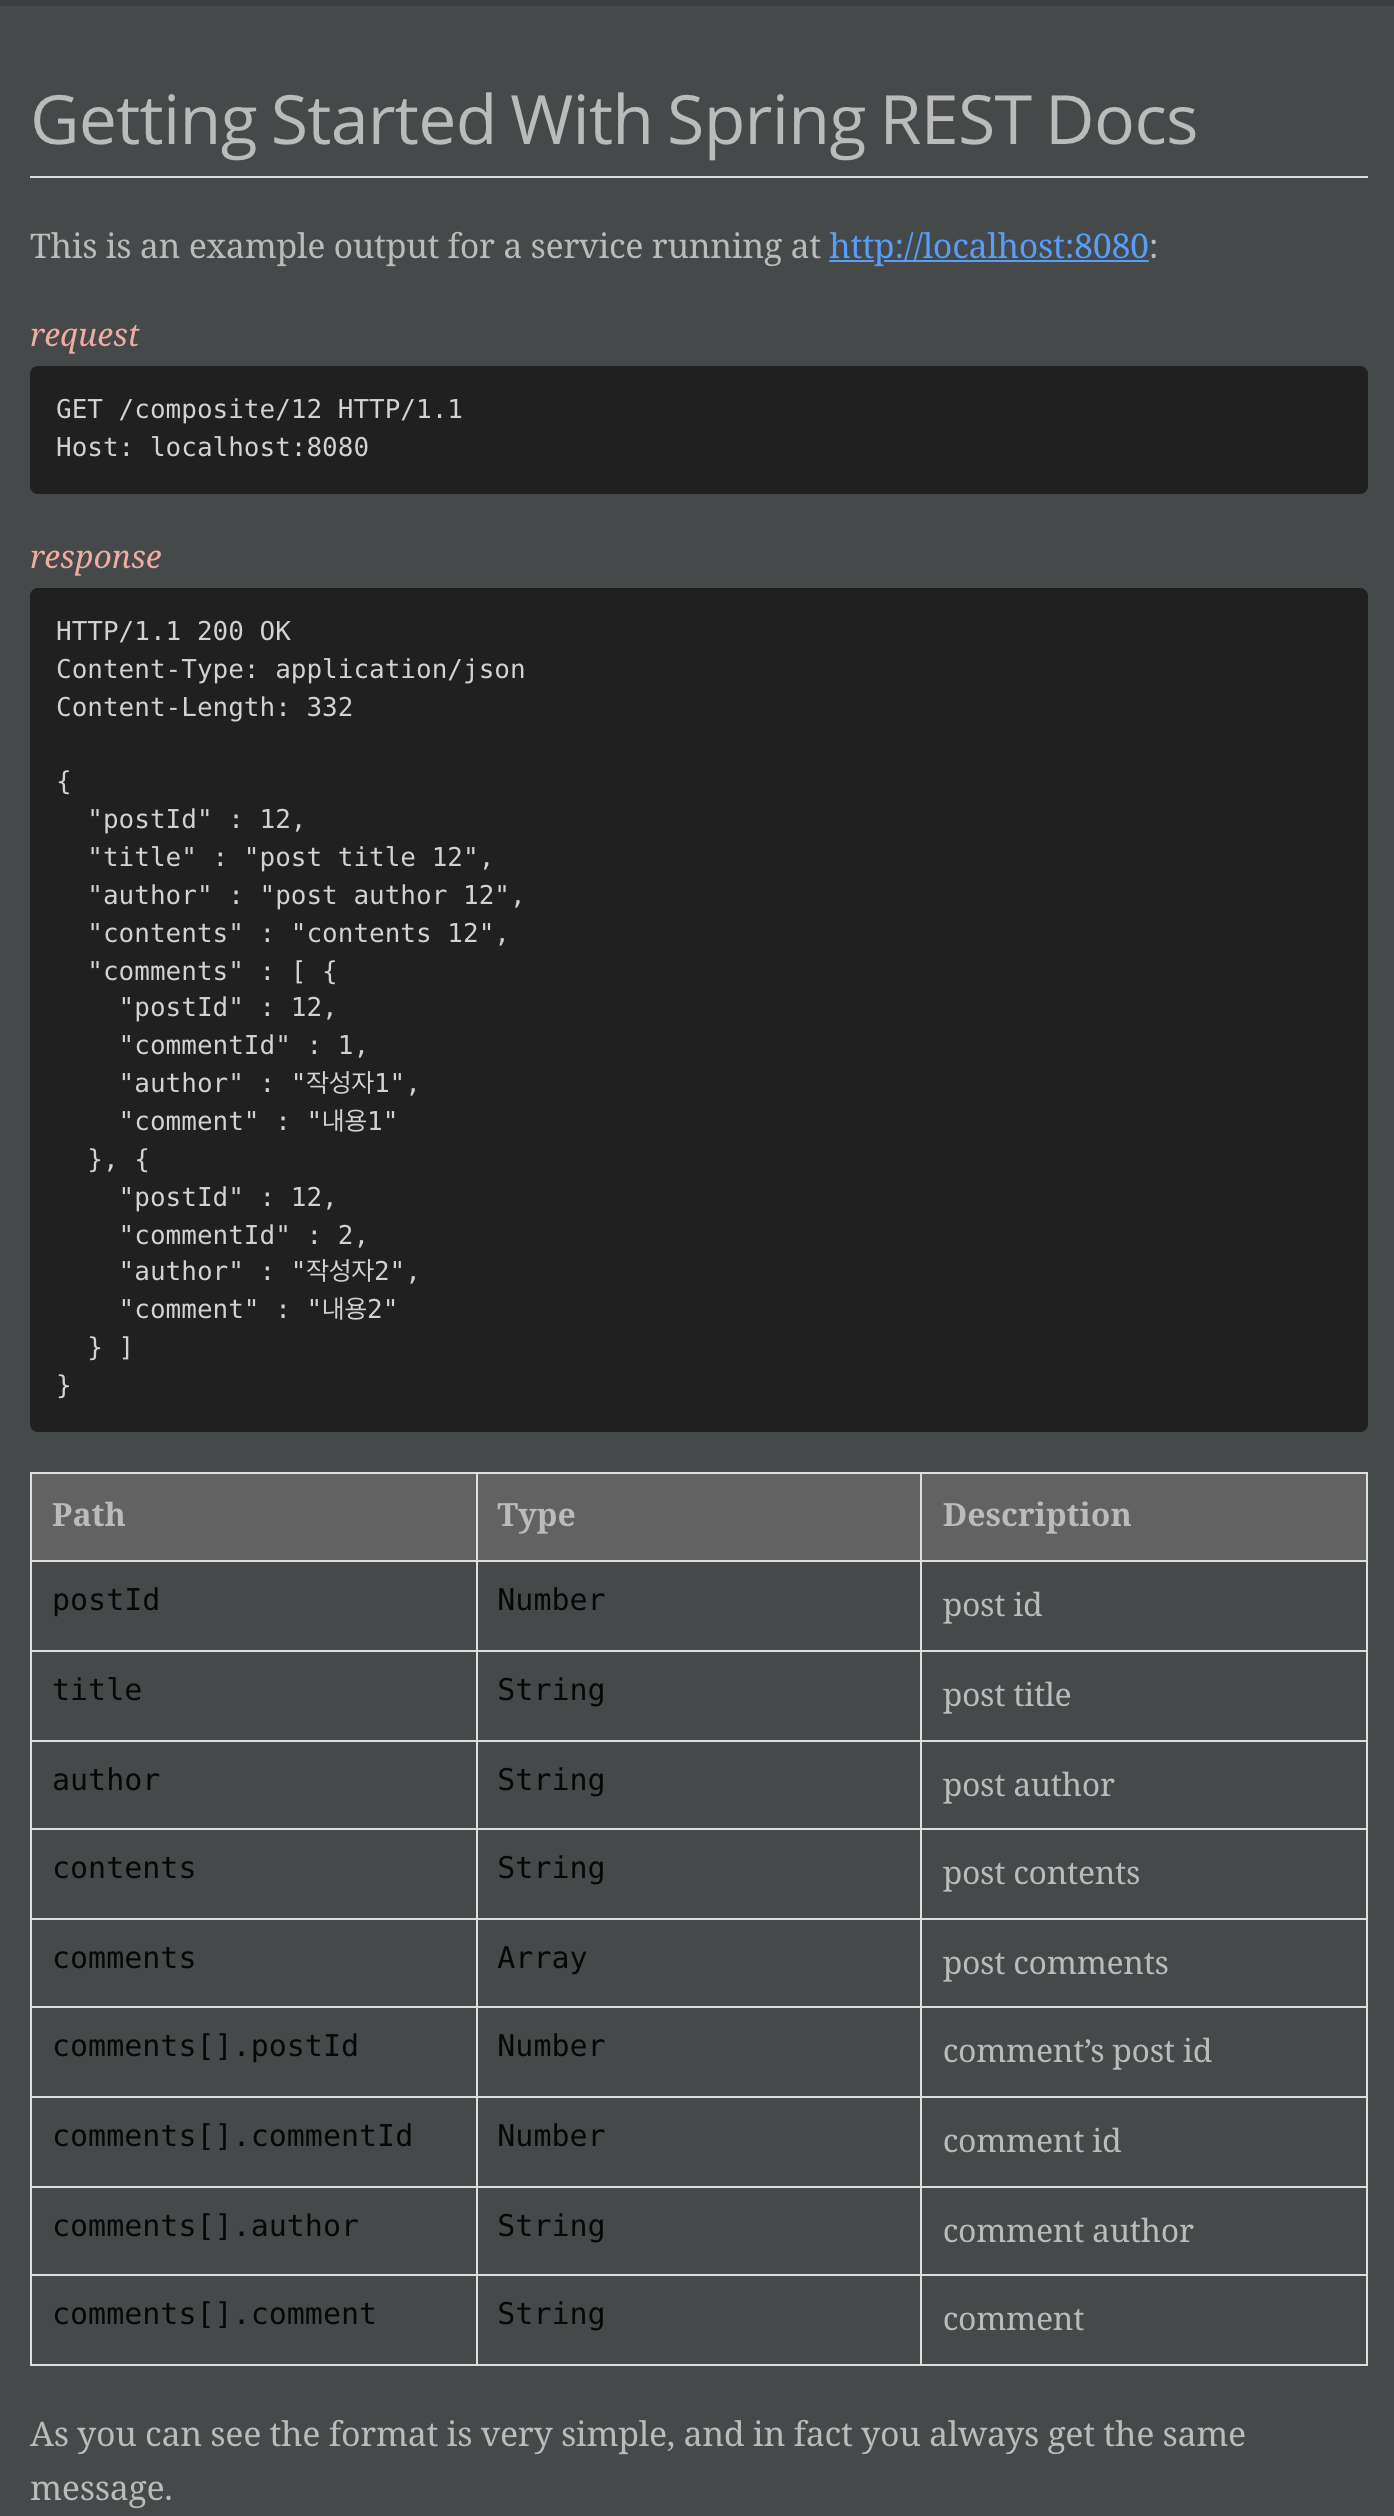 Getting Started With Spring REST Docs
This is an example output for a service running at http://localhost:8080:
request
GET /composite/12 HTTP/1.1
Host: localhost:8080
response
HTTP/1.1 200 OK
Content-Type: application/json
Content-Length: 332
{
  "postId" : 12,
  "title" : "post title 12",
  "author" : "post author 12",
  "contents" : "contents 12",
  "comments" : [ {
    "postId" : 12,
    "commentId" : 1,
    "author" : "작성자1",
    "comment" : "내용1"
  }, {
    "postId" : 12,
    "commentId" : 2,
    "author" : "작성자2",
    "comment" : "내용2"
  } ]
}
Path Type Description
postId Number post id
title String post title
author String post author
contents String post contents
comments Array post comments
comments[].postId Number comment’s post id
comments[].commentId Number comment id
comments[].author String comment author
comments[].comment String comment
As you can see the format is very simple, and in fact you always get the same
message.